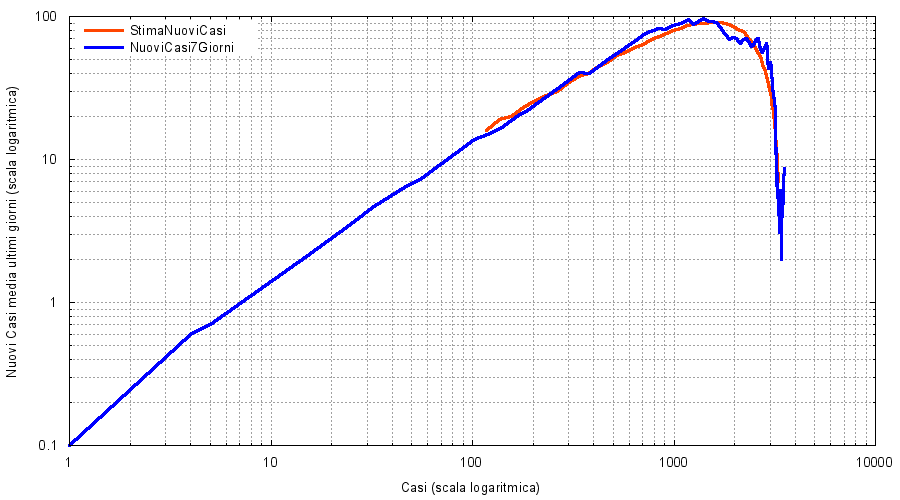 100
10
1
0.1
1
10
100
1000
10000
StimaNuoviCasi
NuoviCasi7Giorni
Nuovi Casi media ultimi giorni (scala logaritmica)
Casi (scala logaritmica)